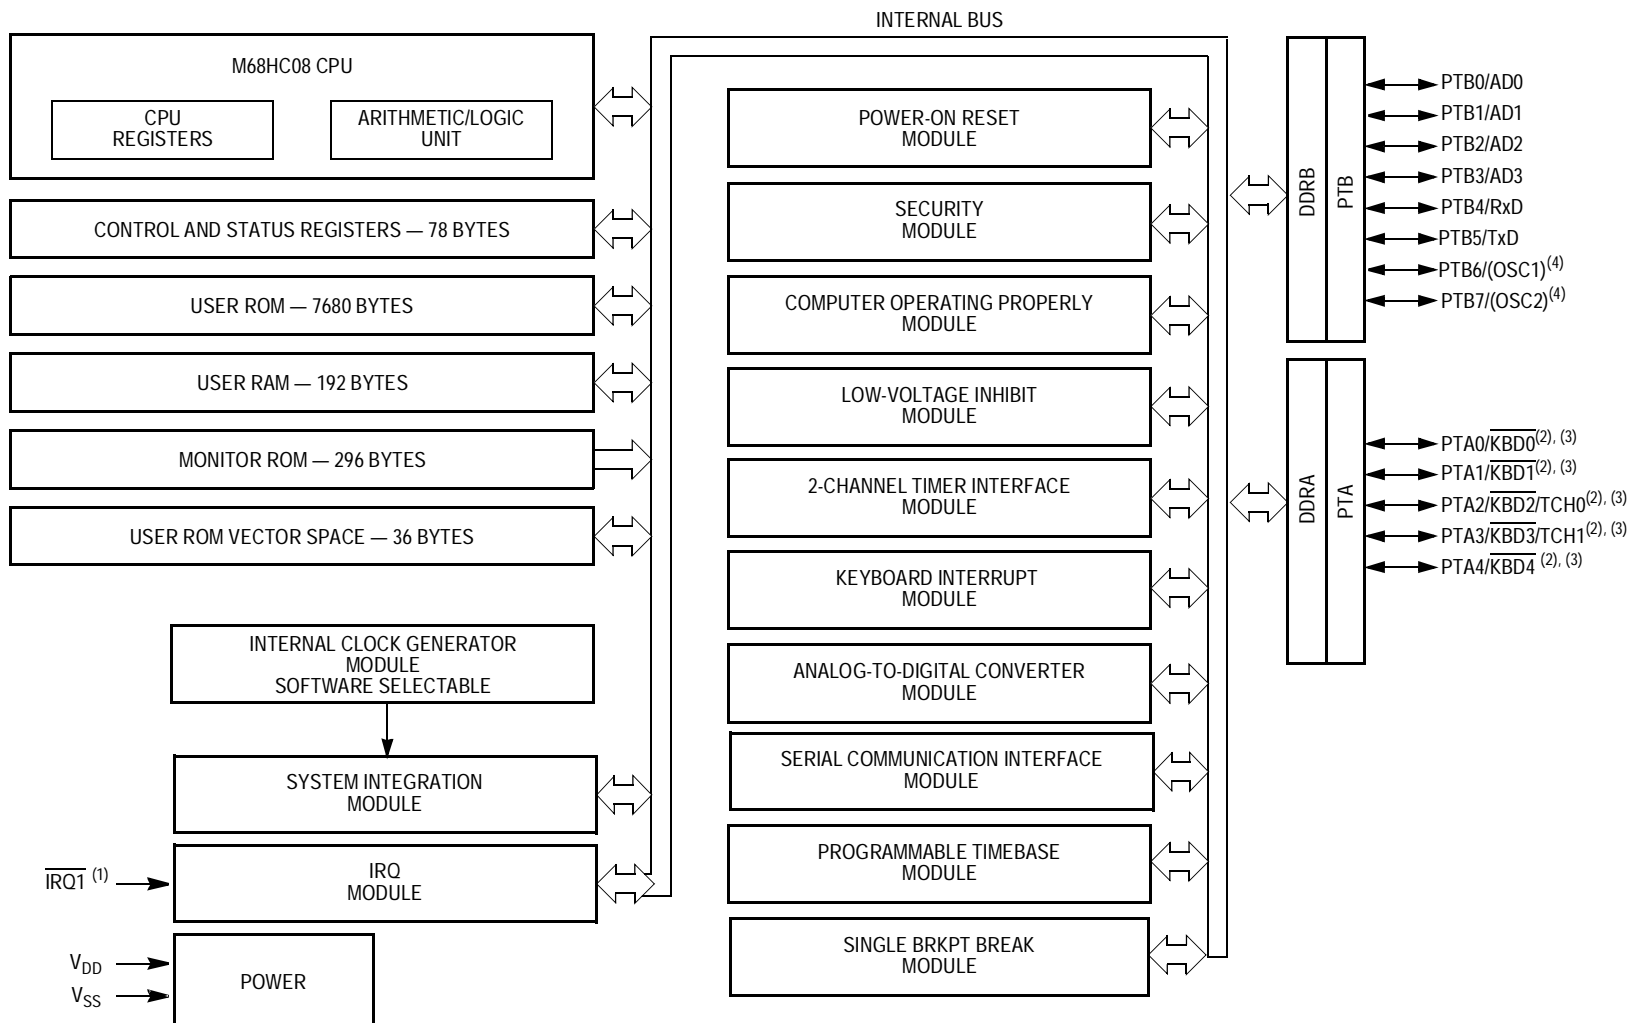 INTERNAL BUS
M68HC08 CPU
CPU
REGISTERS
ARITHMETIC/LOGIC
UNIT
CONTROL AND STATUS REGISTERS — 78 BYTES
USER ROM — 7680 BYTES
USER RAM — 192 BYTES
MONITOR ROM — 296 BYTES
USER ROM VECTOR SPACE — 36 BYTES
INTERNAL CLOCK GENERATOR
MODULE
SOFTWARE SELECTABLE
SYSTEM INTEGRATION
MODULE
IRQ1 (1)
IRQ
MODULE
VDD
VSS
POWER
POWER-ON RESET
MODULE
SECURITY
MODULE
COMPUTER OPERATING PROPERLY
MODULE
LOW-VOLTAGE INHIBIT
MODULE
2-CHANNEL TIMER INTERFACE
MODULE
KEYBOARD INTERRUPT
MODULE
ANALOG-TO-DIGITAL CONVERTER
MODULE
SERIAL COMMUNICATION INTERFACE
MODULE
PROGRAMMABLE TIMEBASE
MODULE
SINGLE BRKPT BREAK
MODULE
DDRB
PTB
PTB0/AD0
PTB1/AD1
PTB2/AD2
PTB3/AD3
PTB4/RxD
PTB5/TxD
PTB6/(OSC1)(4)
PTB7/(OSC2)(4)
DDRA
PTA
PTA0/KBD0(2), (3)
PTA1/KBD1(2), (3)
PTA2/KBD2/TCH0(2), (3)
PTA3/KBD3/TCH1(2), (3)
PTA4/KBD4 (2), (3)